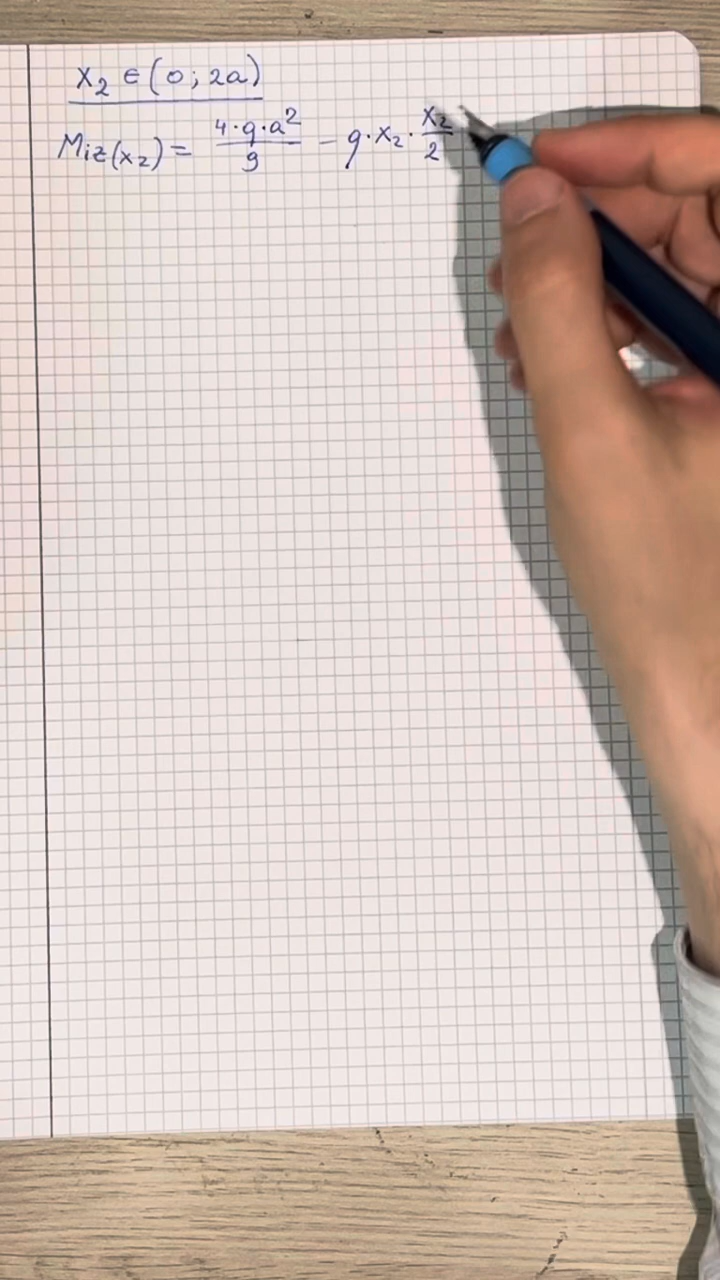 x₂ ∈ (0; 2a)
Miz(x₂) = 4·q·a²/9 − q·x₂·x₂/2